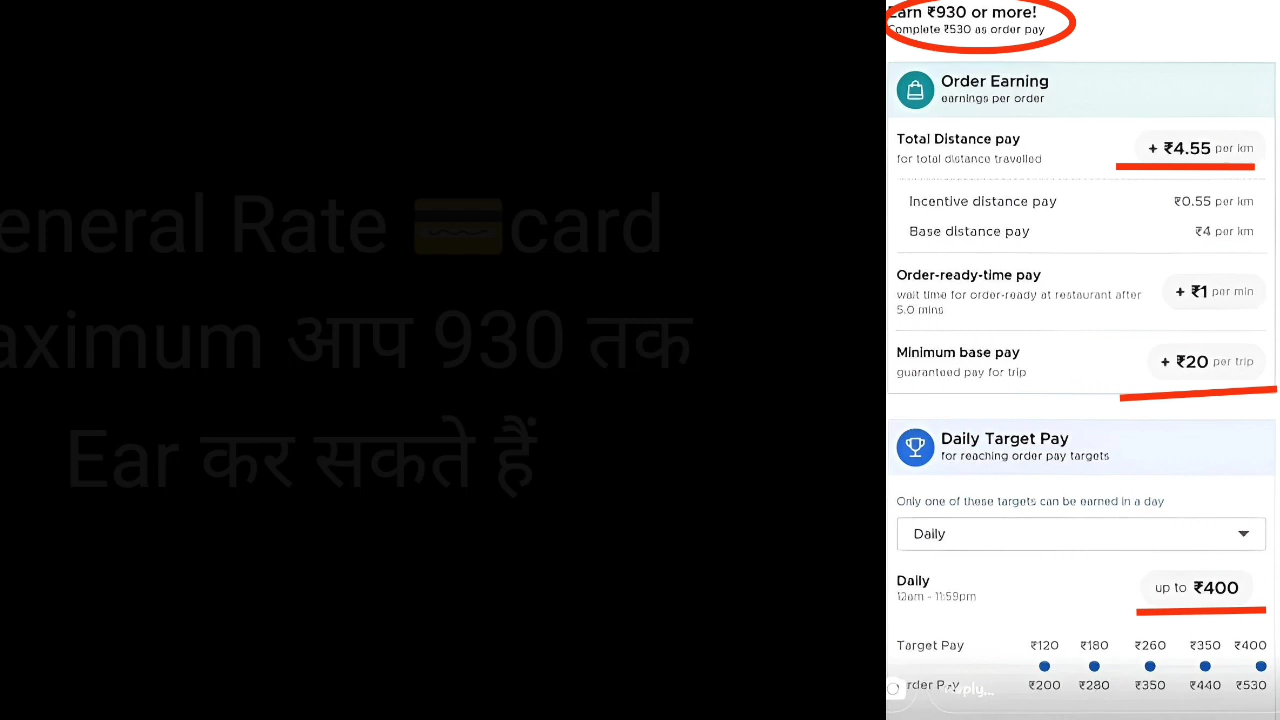 eneral Rate 💳card
aximum आप 930 तक
Ear कर सकते हैं
Earn ₹930 or more!
Complete ₹530 as order pay
Order Earning
earnings per order
Total Distance pay
+ ₹4.55 per km
for total distance travelled
Incentive distance pay ₹0.55 per km
Base distance pay ₹4 per km
Order-ready-time pay
+ ₹1 per min
wait time for order-ready at restaurant after
5.0 mins
Minimum base pay
+ ₹20 per trip
guaranteed pay for trip
Daily Target Pay
for reaching order pay targets
Only one of these targets can be earned in a day
Daily
Daily
up to ₹400
12am - 11:59pm
Target Pay ₹120 ₹180 ₹260 ₹350 ₹400
rder Pay ₹200 ₹280 ₹350 ₹440 ₹530
Reply...